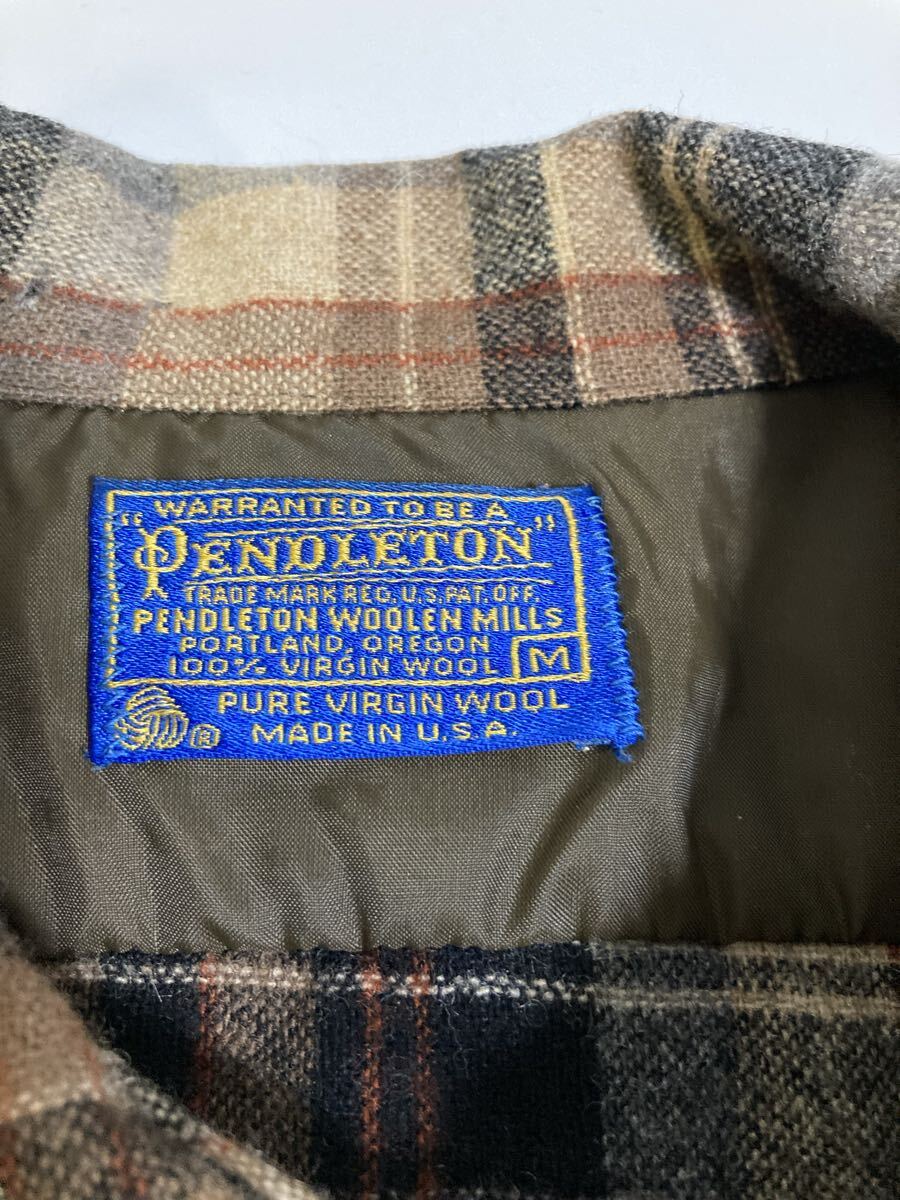 WARRANTED TO BE A
"PENDLETON"
TRADE MARK REG. U.S. PAT. OFF.
PENDLETON WOOLEN MILLS
PORTLAND, OREGON
100% VIRGIN WOOL M
PURE VIRGIN WOOL
® MADE IN U.S.A.